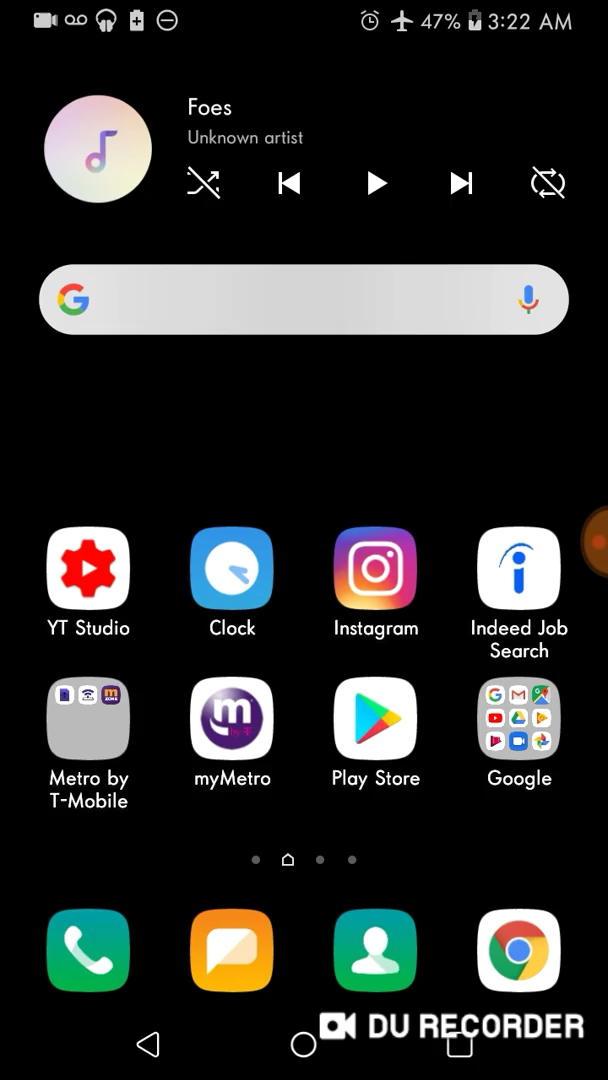 47% 3:22 AM
Foes
Unknown artist
YT Studio
Clock
Instagram
Indeed Job Search
Metro by T-Mobile
myMetro
Play Store
Google
DU RECORDER